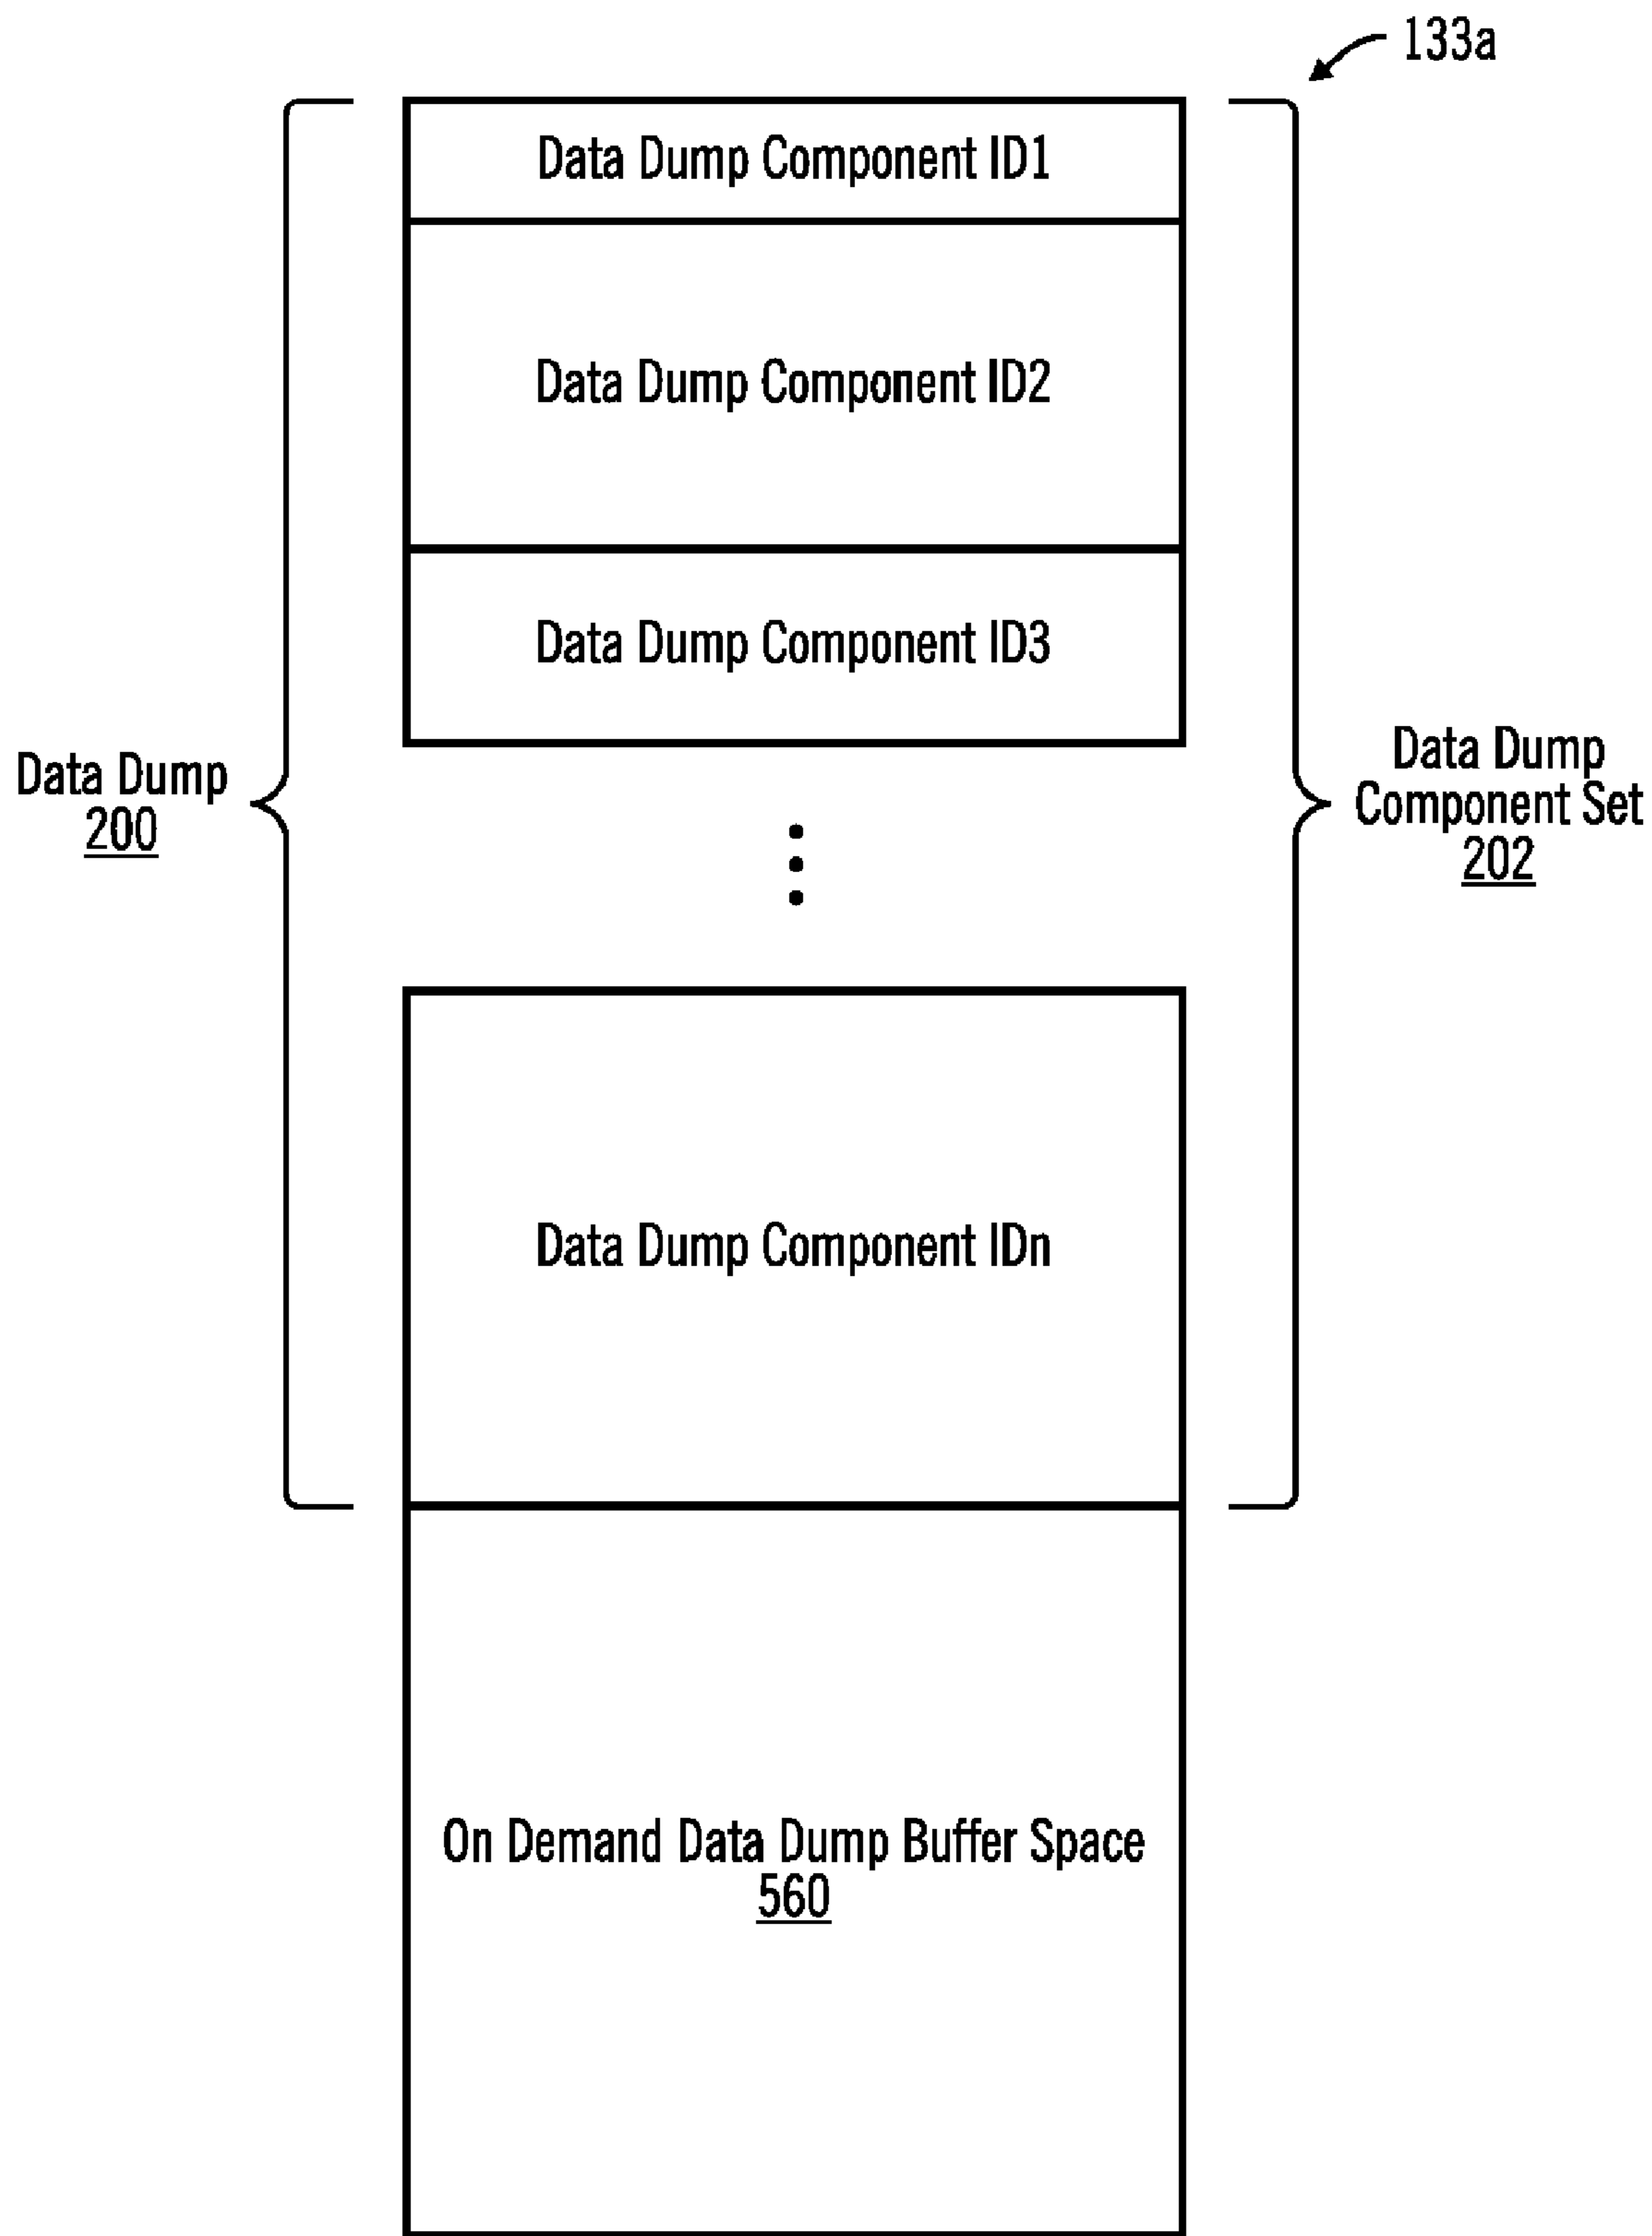 133a
Data Dump Component ID1
Data Dump Component ID2
Data Dump Component ID3
Data Dump
200
Data Dump
Component Set
202
Data Dump Component IDn
On Demand Data Dump Buffer Space
560